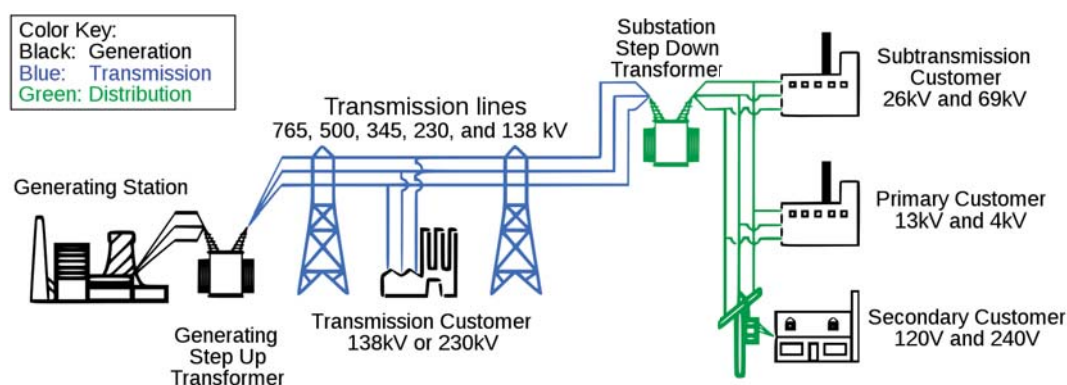 Color Key:
Black: Generation
Blue: Transmission
Green: Distribution
Generating Station
Generating
Step Up
Transformer
Transmission lines
765, 500, 345, 230, and 138 kV
Transmission Customer
138kV or 230kV
Substation
Step Down
Transformer
Subtransmission
Customer
26kV and 69kV
Primary Customer
13kV and 4kV
Secondary Customer
120V and 240V